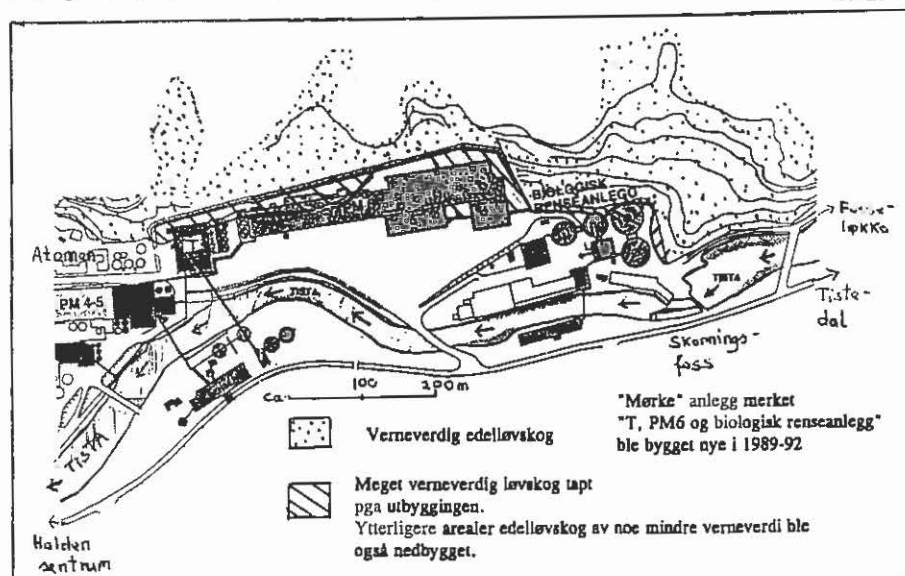 BIOLOGISK
RENSEANLEGG
Atomen
PM 4-5
TISTA
TISTA
TISTA
Tiste-
dal
Skornings-
foss
ca.
100
200m
"Mørke" anlegg merket
"T, PM6 og biologisk renseanlegg"
ble bygget nye i 1989-92
Verneverdig edelløvskog
Meget verneverdig løvskog tapt
pga utbyggingen.
Ytterligere arealer edelløvskog av noe mindre verneverdi ble
også nedbygget.
Halden
sentrum